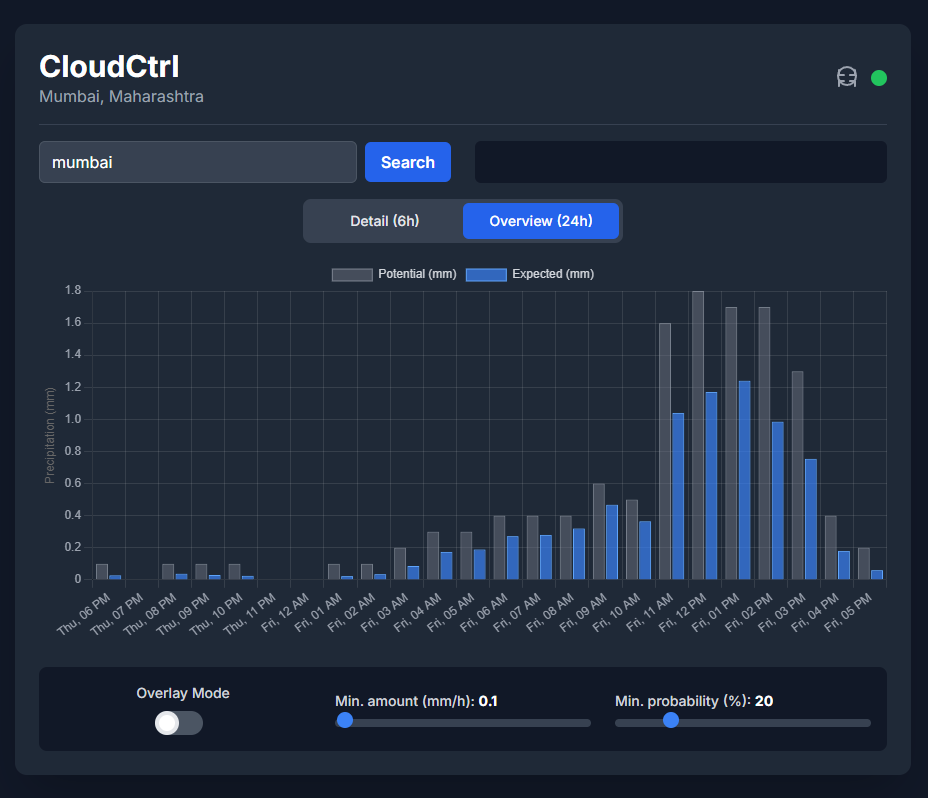 CloudCtrl
Mumbai, Maharashtra
mumbai
Search
Detail (6h)
Overview (24h)
Potential (mm) Expected (mm)
Precipitation (mm)
1.8
1.6
1.4
1.2
1.0
0.8
0.6
0.4
0.2
0
Thu, 06 PM
Thu, 07 PM
Thu, 08 PM
Thu, 09 PM
Thu, 10 PM
Thu, 11 PM
Fri, 12 AM
Fri, 01 AM
Fri, 02 AM
Fri, 03 AM
Fri, 04 AM
Fri, 05 AM
Fri, 06 AM
Fri, 07 AM
Fri, 08 AM
Fri, 09 AM
Fri, 10 AM
Fri, 11 AM
Fri, 12 PM
Fri, 01 PM
Fri, 02 PM
Fri, 03 PM
Fri, 04 PM
Fri, 05 PM
Overlay Mode
Min. amount (mm/h): 0.1
Min. probability (%): 20